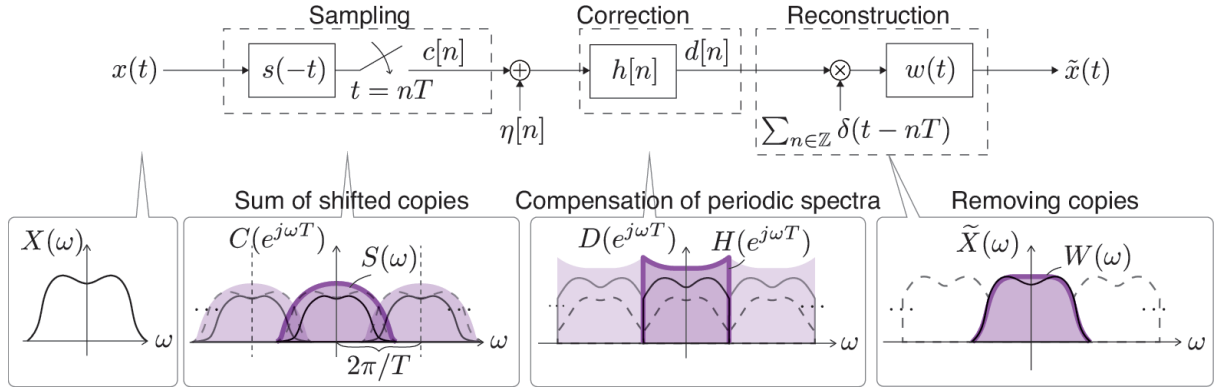 Sampling Correction Reconstruction
x(t) s(−t) c[n] h[n] d[n] w(t) x̃(t)
t = nT
η[n] ∑_{n∈ℤ} δ(t − nT)
Sum of shifted copies Compensation of periodic spectra Removing copies
X(ω) C(e^{jωT}) D(e^{jωT}) H(e^{jωT}) X̃(ω) W(ω)
S(ω)
... ... ... ... ... ...
ω ω ω ω
2π/T